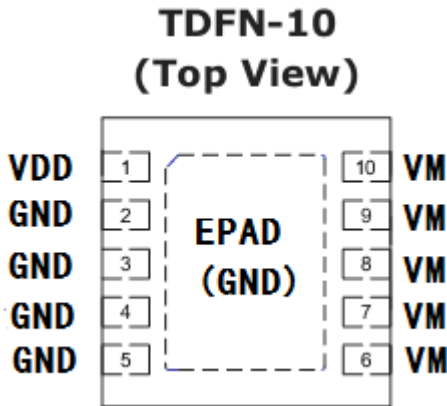 TDFN-10
(Top View)
VDD 1 10 VM
GND 2 9 VM
GND 3 EPAD 8 VM
(GND)
GND 4 7 VM
GND 5 6 VM